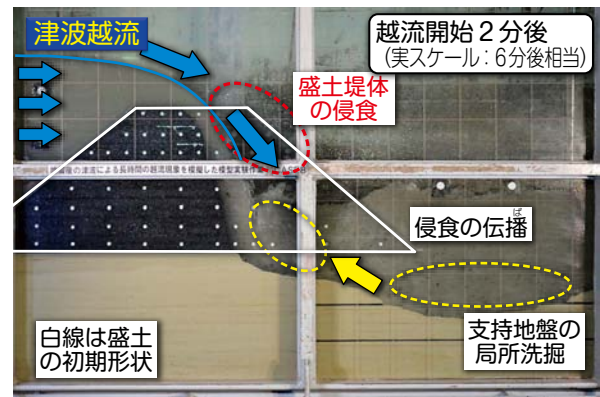 津波越流
越流開始2分後
(実スケール：6分後相当)
盛土堤体
の侵食
侵食の伝播
ば
白線は盛土
の初期形状
支持地盤の
局所洗掘